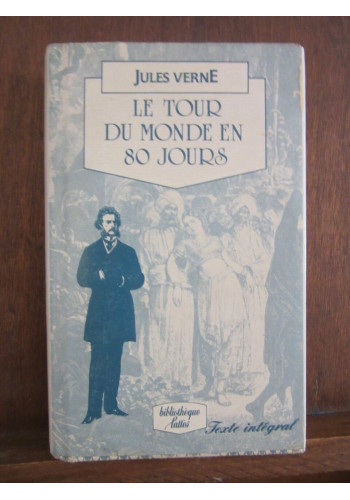 JULES VERNE
LE TOUR
DU MONDE EN
80 JOURS
bibliothèque
Lattès
Texte intégral